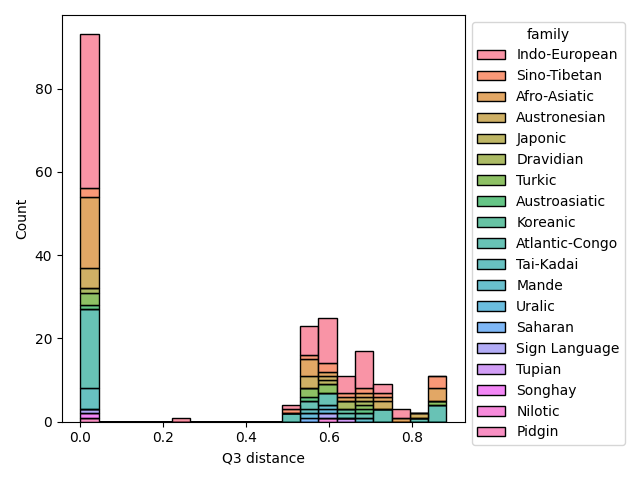 family
Indo-European
Sino-Tibetan
Afro-Asiatic
Austronesian
Japonic
Dravidian
Turkic
Austroasiatic
Koreanic
Atlantic-Congo
Tai-Kadai
Mande
Uralic
Saharan
Sign Language
Tupian
Songhay
Nilotic
Pidgin
80
60
40
20
0
Count
0.0 0.2 0.4 0.6 0.8
Q3 distance